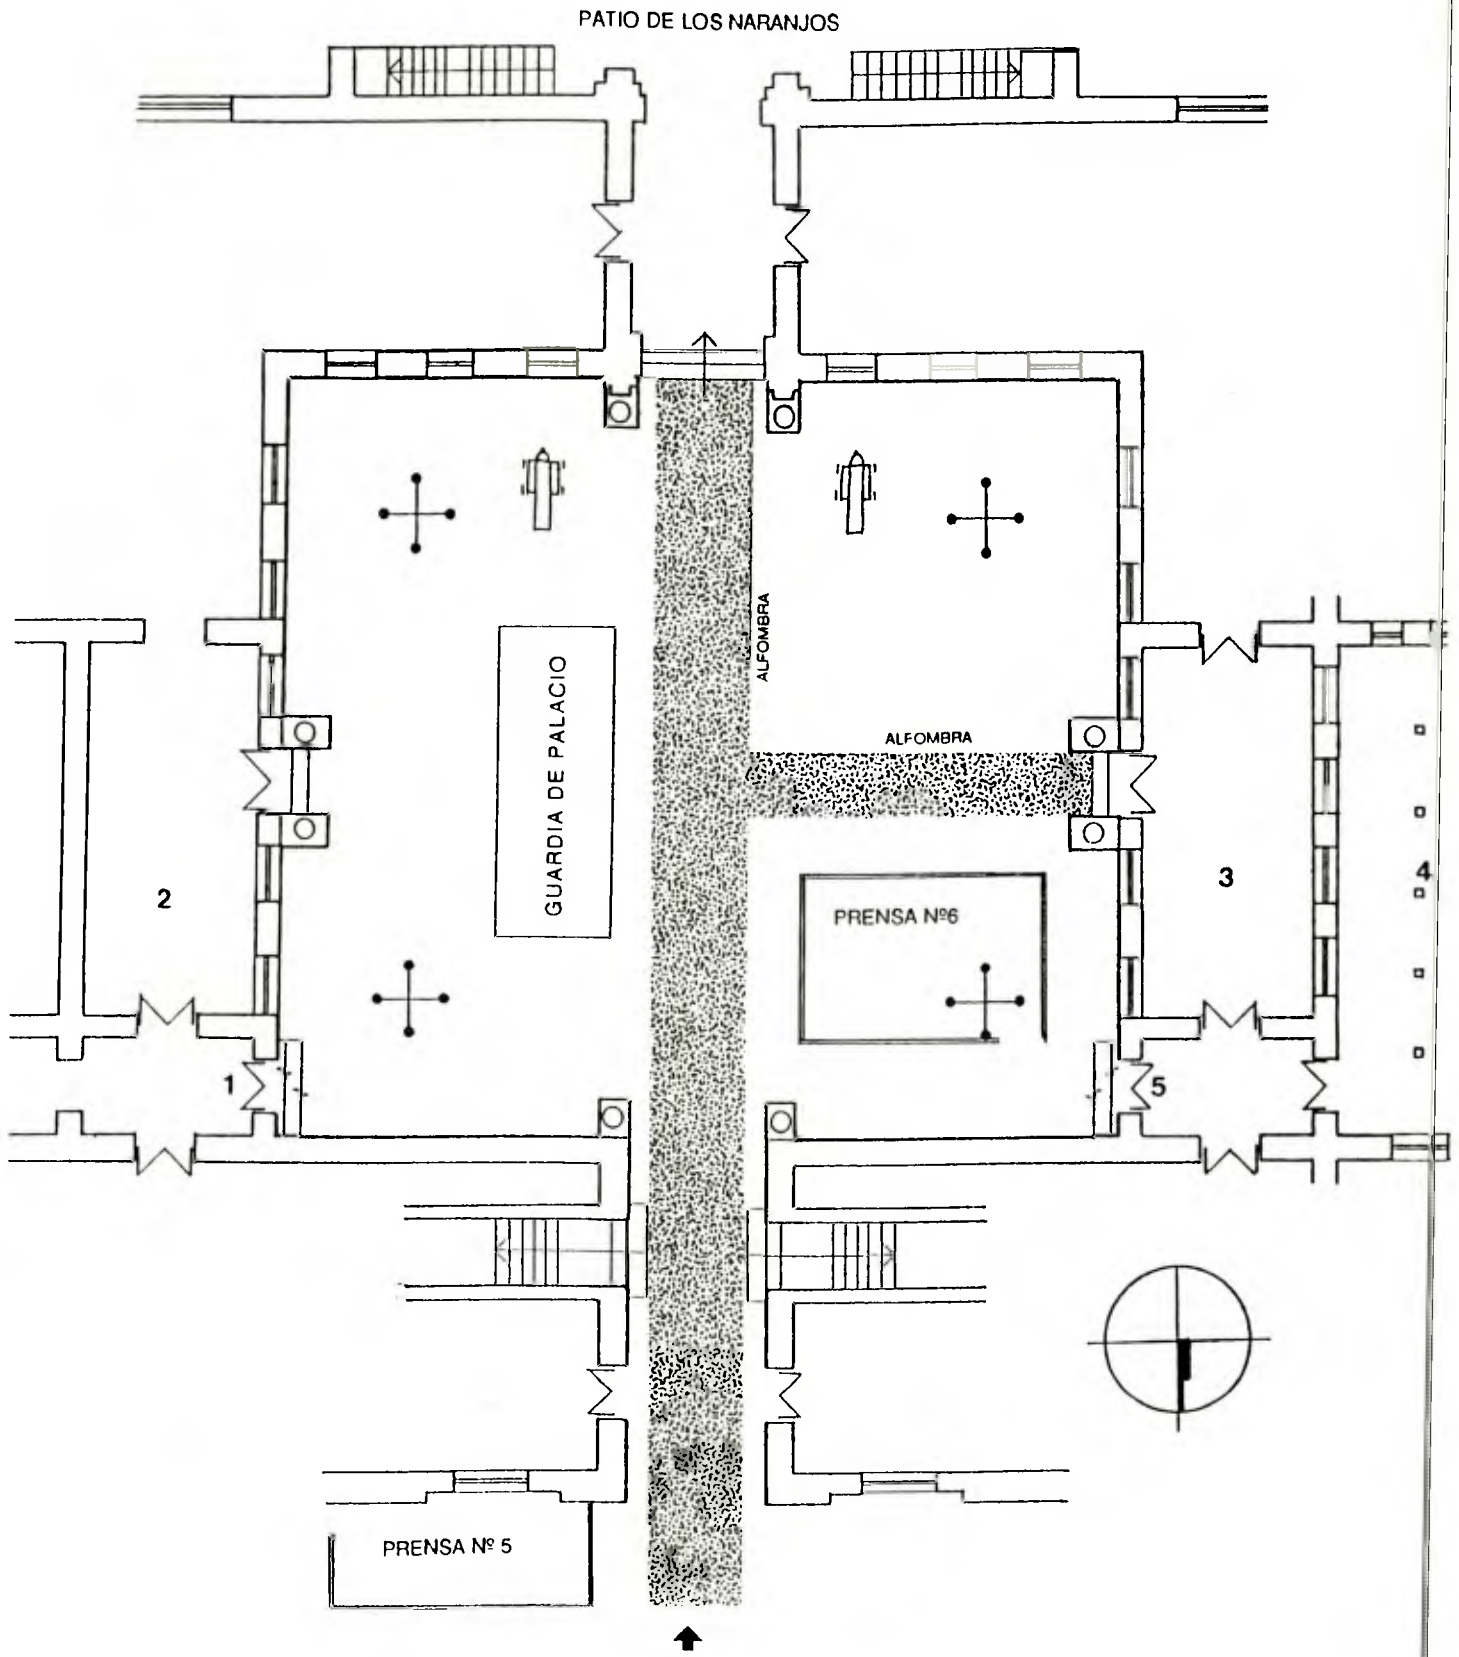 PATIO DE LOS NARANJOS
ALFOMBRA
GUARDIA DE PALACIO
ALFOMBRA
2
3
4
PRENSA Nº6
1
5
PRENSA Nº 5